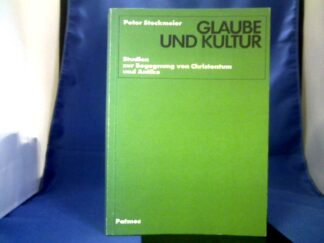 Peter Stockmeier
GLAUBE
UND KULTUR
Studien
zur Begegnung von Christentum
und Antike
Patmos